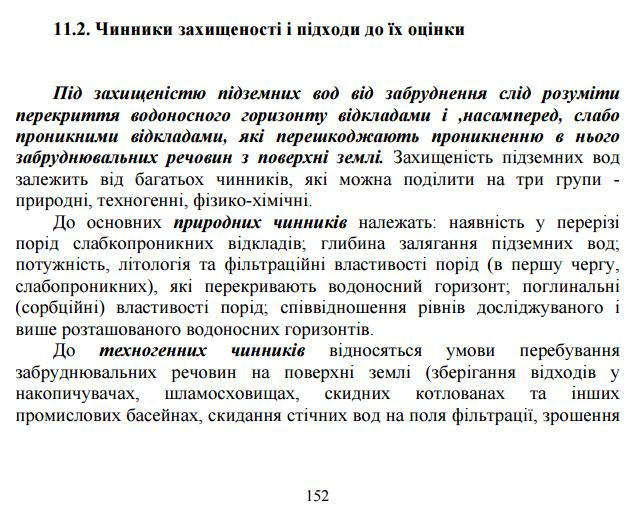 11.2. Чинники захищеності і підходи до їх оцінки
Під захищеністю підземних вод від забруднення слід розуміти
перекриття водоносного горизонту відкладами і ,насамперед, слабо
проникними відкладами, які перешкоджають проникненню в нього
забруднювальних речовин з поверхні землі. Захищеність підземних вод
залежить від багатьох чинників, які можна поділити на три групи -
природні, техногенні, фізико-хімічні.
До основних природних чинників належать: наявність у перерізі
порід слабкопроникних відкладів; глибина залягання підземних вод;
потужність, літологія та фільтраційні властивості порід (в першу чергу,
слабопроникних), які перекривають водоносний горизонт; поглинальні
(сорбційні) властивості порід; співвідношення рівнів досліджуваного і
више розташованого водоносних горизонтів.
До техногенних чинників відносяться умови перебування
забруднювальних речовин на поверхні землі (зберігання відходів у
накопичувачах, шламосховищах, скидних котлованах та інших
промислових басейнах, скидання стічних вод на поля фільтрації, зрошення
152